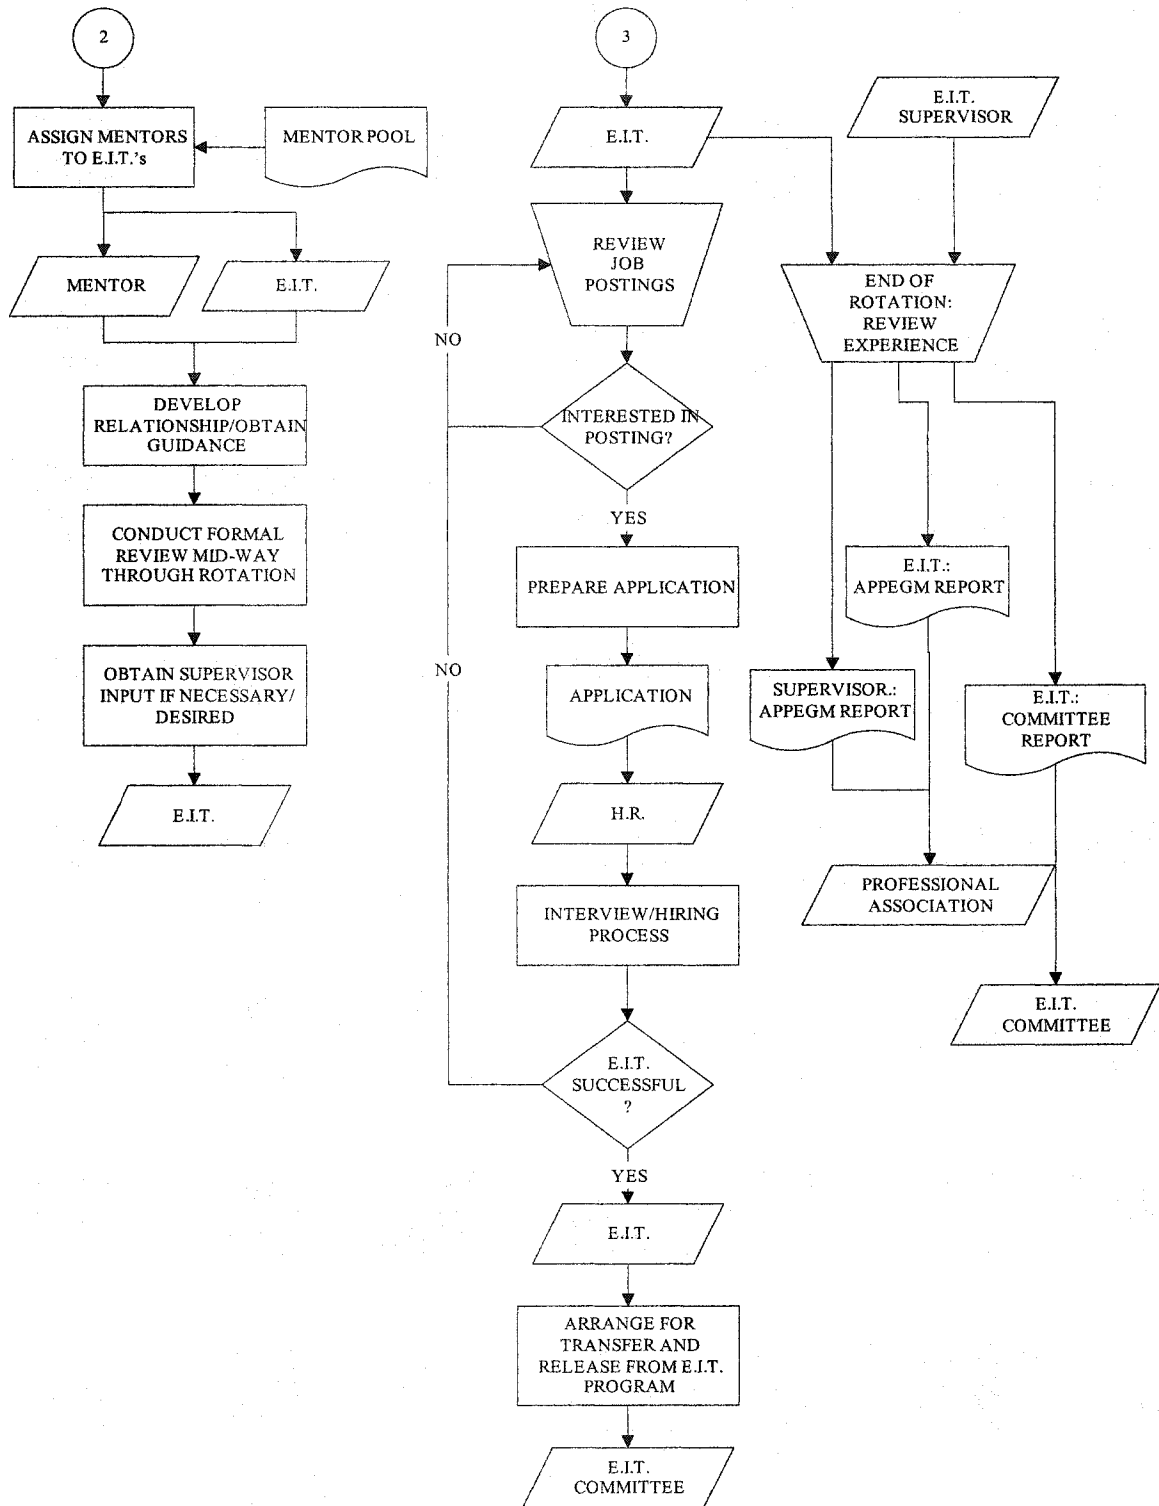 2
ASSIGN MENTORS
TO E.I.T.'s
MENTOR POOL
MENTOR
E.I.T.
DEVELOP
RELATIONSHIP/OBTAIN
GUIDANCE
CONDUCT FORMAL
REVIEW MID-WAY
THROUGH ROTATION
OBTAIN SUPERVISOR
INPUT IF NECESSARY/
DESIRED
E.I.T.
3
E.I.T.
REVIEW
JOB
POSTINGS
NO
INTERESTED IN
POSTING?
YES
PREPARE APPLICATION
NO
APPLICATION
H.R.
INTERVIEW/HIRING
PROCESS
E.I.T.
SUCCESSFUL
?
YES
E.I.T.
ARRANGE FOR
TRANSFER AND
RELEASE FROM E.I.T.
PROGRAM
E.I.T.
COMMITTEE
E.I.T.
SUPERVISOR
END OF
ROTATION:
REVIEW
EXPERIENCE
E.I.T.:
APPEGM REPORT
SUPERVISOR.:
APPEGM REPORT
E.I.T.:
COMMITTEE
REPORT
PROFESSIONAL
ASSOCIATION
E.I.T.
COMMITTEE